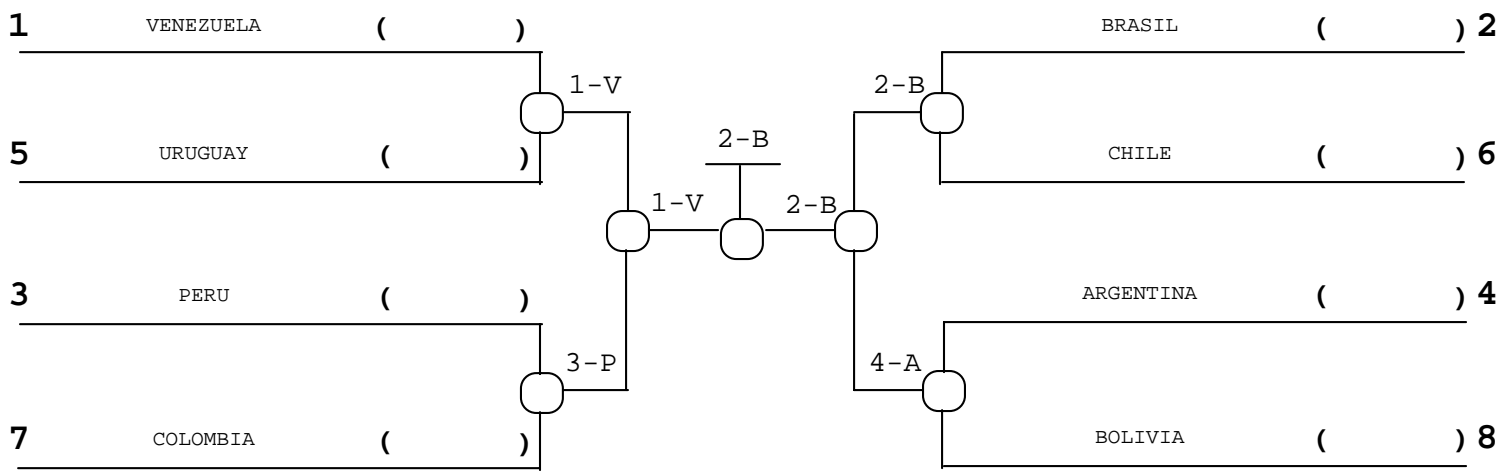 1 VENEZUELA ( ) BRASIL ( ) 2
1-V 2-B
2-B
5 URUGUAY ( ) CHILE ( ) 6
1-V 2-B
3 PERU ( ) ARGENTINA ( ) 4
3-P 4-A
7 COLOMBIA ( ) BOLIVIA ( ) 8